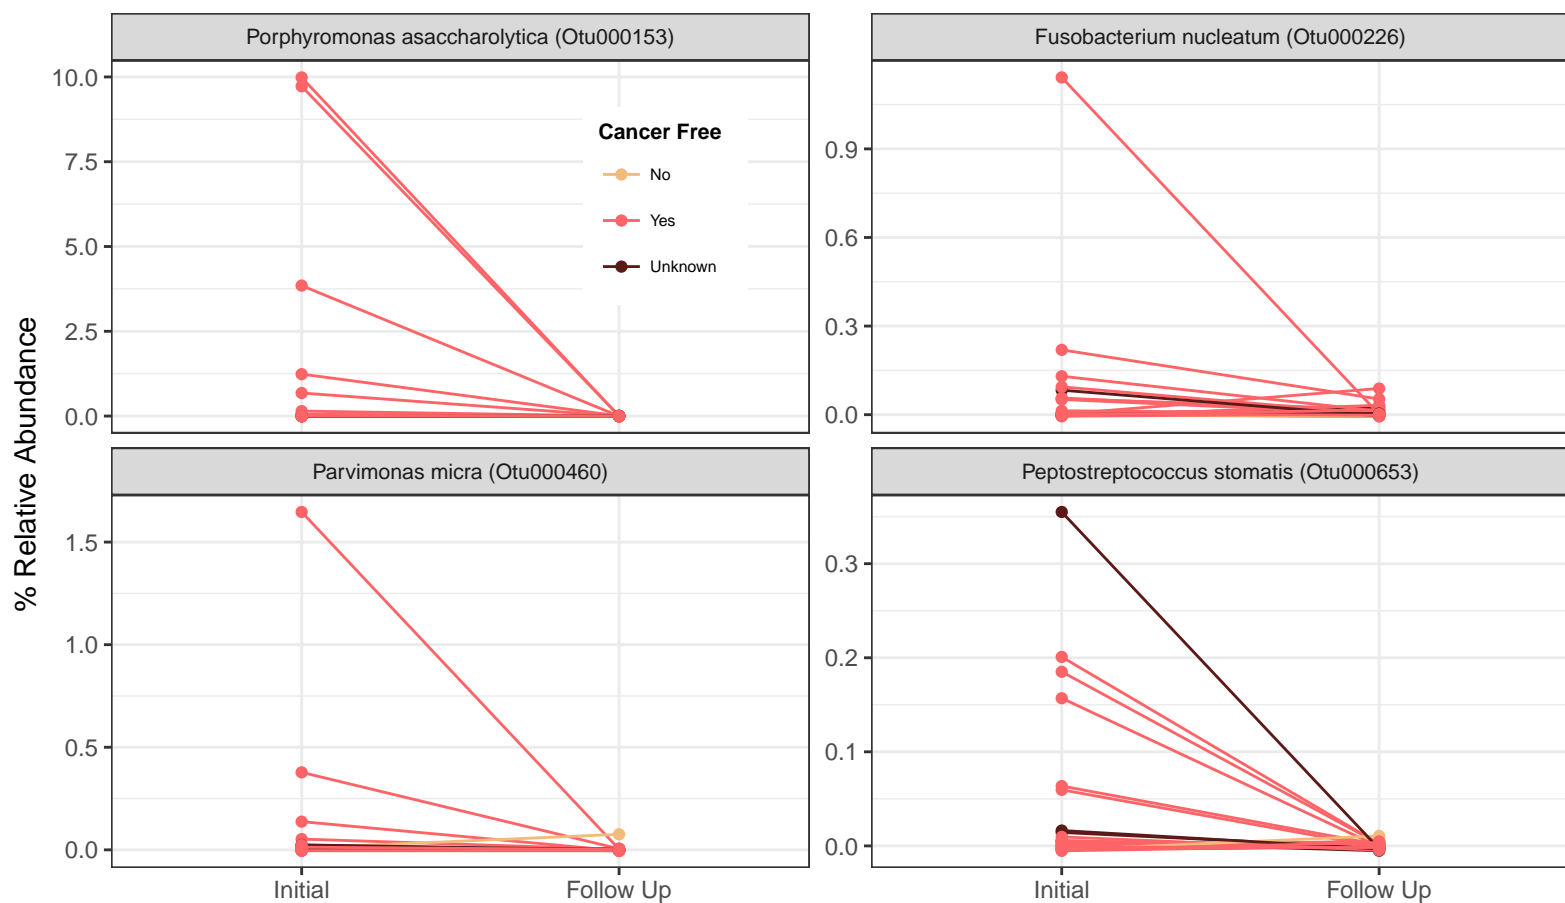 Porphyromonas asaccharolytica (Otu000153)
Fusobacterium nucleatum (Otu000226)
10.0
7.5
5.0
2.5
0.0
Cancer Free
No
Yes
Unknown
0.9
0.6
0.3
0.0
% Relative Abundance
Parvimonas micra (Otu000460)
Peptostreptococcus stomatis (Otu000653)
1.5
1.0
0.5
0.0
0.3
0.2
0.1
0.0
Initial
Follow Up
Initial
Follow Up